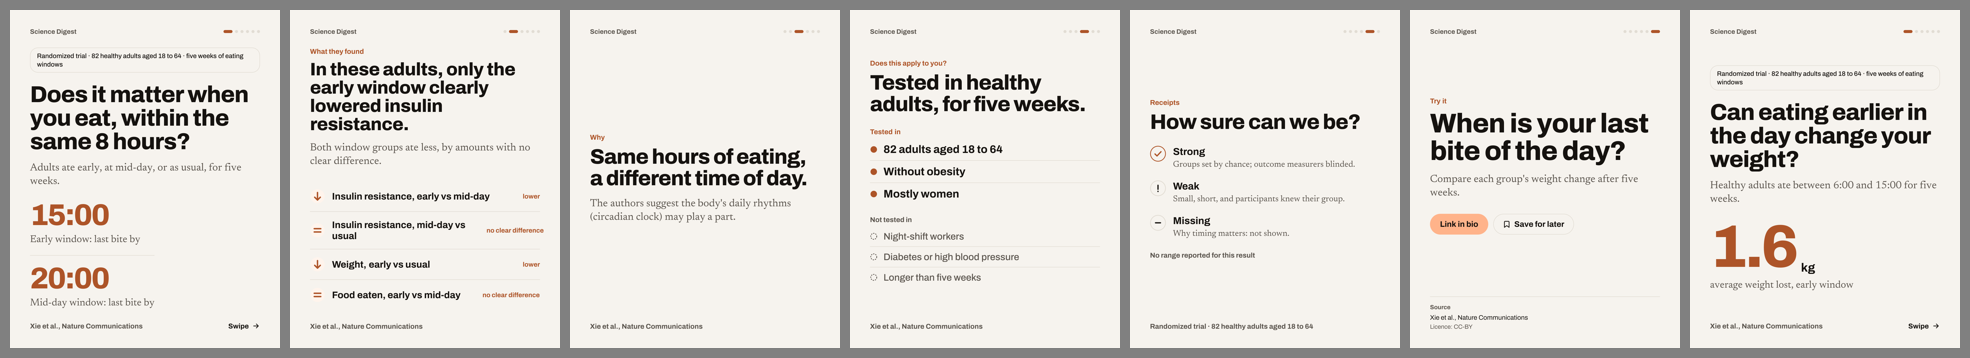 Science Digest
Randomized trial · 82 healthy adults aged 18 to 64 · five weeks of eating
windows
Does it matter when
you eat, within the
same 8 hours?
Adults ate early, at mid-day, or as usual, for five
weeks.
15:00
Early window: last bite by
20:00
Mid-day window: last bite by
Xie et al., Nature Communications
Swipe →
Science Digest
What they found
In these adults, only the
early window clearly
lowered insulin
resistance.
Both window groups ate less, by amounts with no
clear difference.
↓ Insulin resistance, early vs mid-day lower
= Insulin resistance, mid-day vs
usual no clear difference
↓ Weight, early vs usual lower
= Food eaten, early vs mid-day no clear difference
Xie et al., Nature Communications
Science Digest
Why
Same hours of eating,
a different time of day.
The authors suggest the body's daily rhythms
(circadian clock) may play a part.
Xie et al., Nature Communications
Science Digest
Does this apply to you?
Tested in healthy
adults, for five weeks.
Tested in
82 adults aged 18 to 64
Without obesity
Mostly women
Not tested in
Night-shift workers
Diabetes or high blood pressure
Longer than five weeks
Xie et al., Nature Communications
Science Digest
Receipts
How sure can we be?
Strong
Groups set by chance; outcome measurers blinded.
Weak
Small, short, and participants knew their group.
Missing
Why timing matters: not shown.
No range reported for this result
Randomized trial · 82 healthy adults aged 18 to 64
Science Digest
Try it
When is your last
bite of the day?
Compare each group's weight change after five
weeks.
Link in bio
Save for later
Source
Xie et al., Nature Communications
Licence: CC-BY
Science Digest
Randomized trial · 82 healthy adults aged 18 to 64 · five weeks of eating
windows
Can eating earlier in
the day change your
weight?
Healthy adults ate between 6:00 and 15:00 for five
weeks.
1.6 kg
average weight lost, early window
Xie et al., Nature Communications
Swipe →